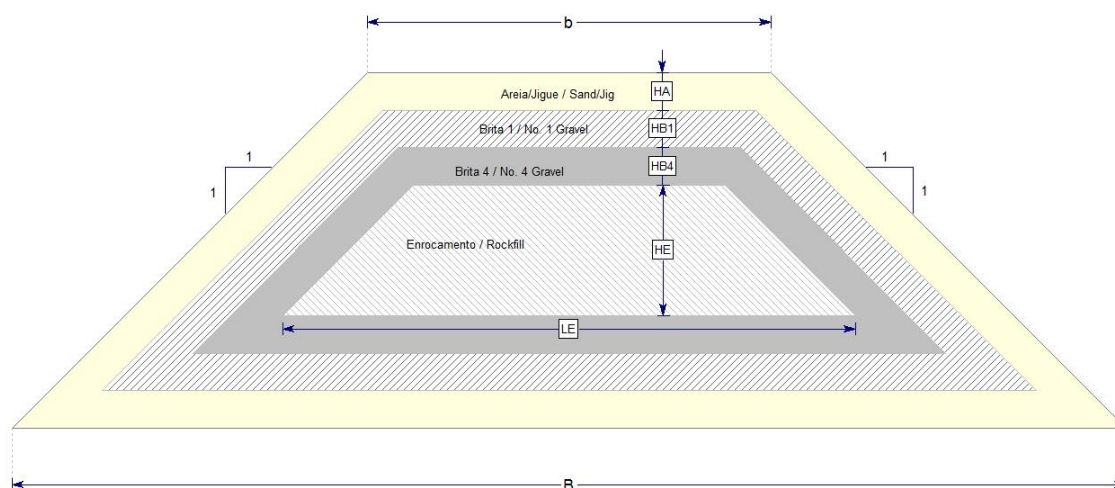 b
Areia/Jigue / Sand/Jig
HA
Brita 1 / No. 1 Gravel
HB1
1
1
1
1
Brita 4 / No. 4 Gravel
HB4
Enrocamento / Rockfill
HE
LE
B